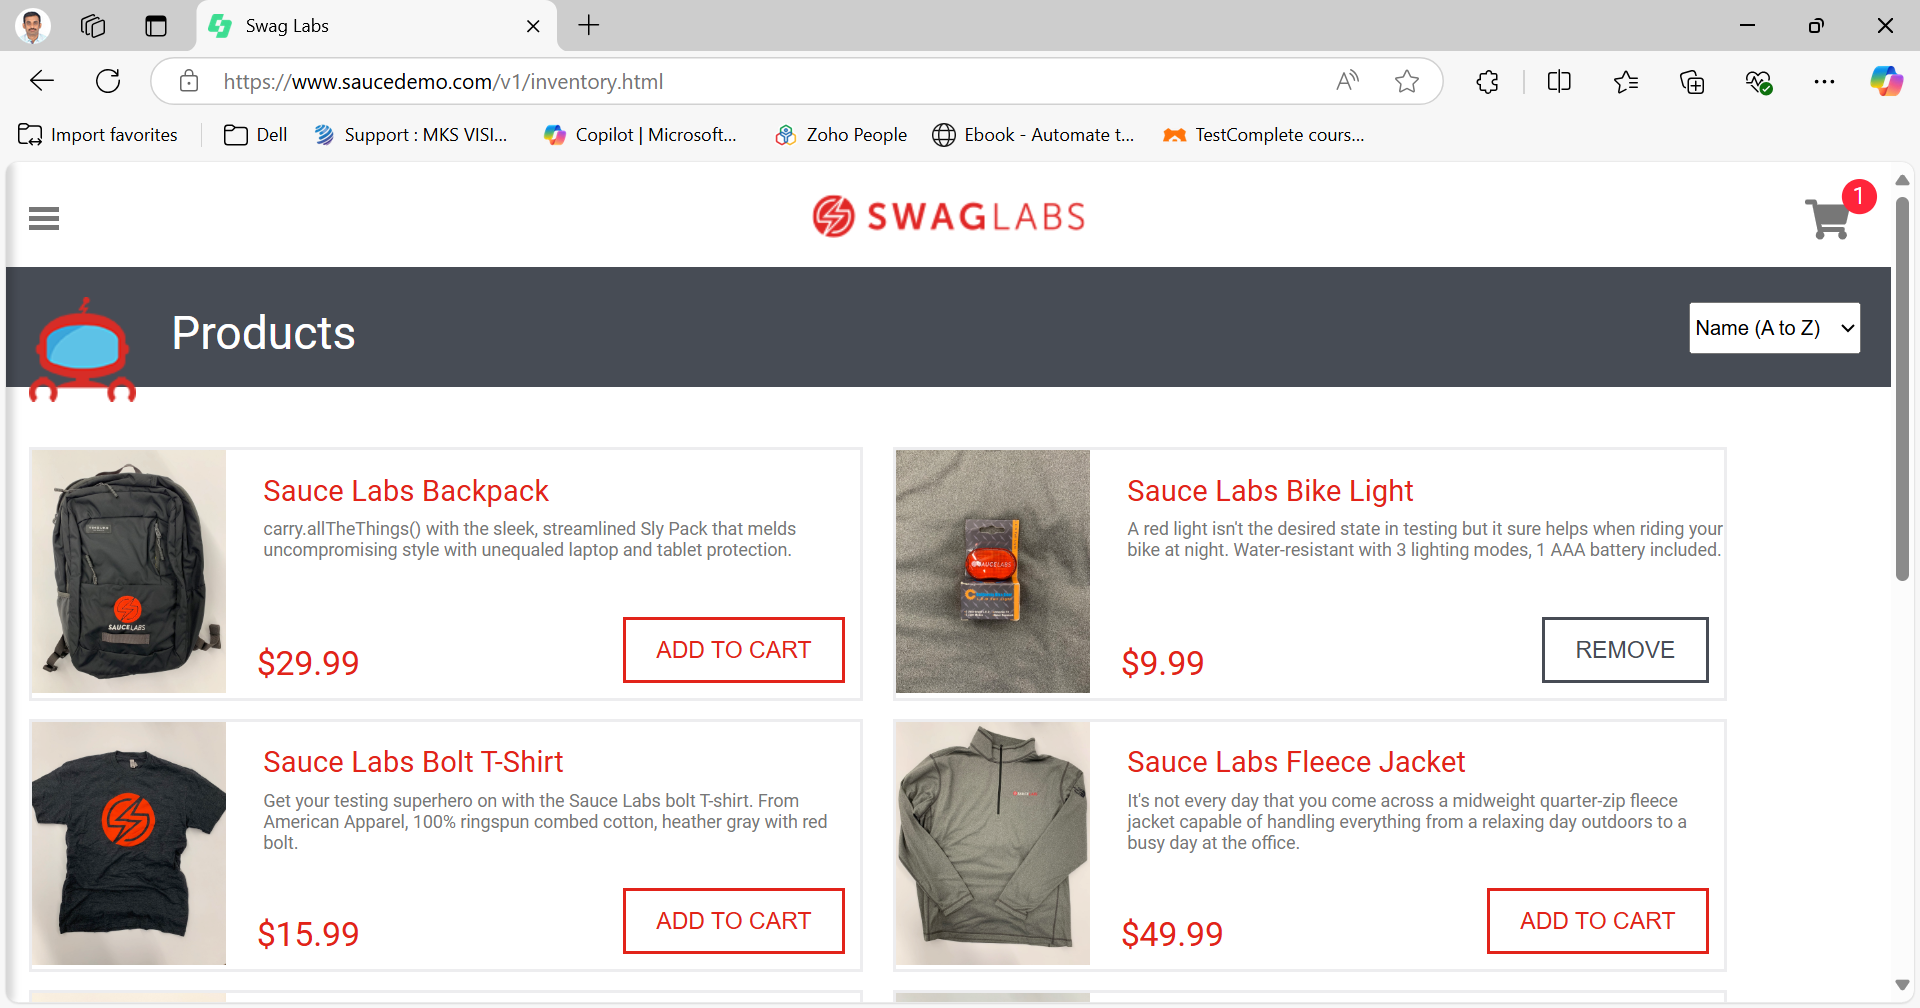 Swag Labs
https://www.saucedemo.com/v1/inventory.html
Import favorites
Dell
Support : MKS VISI...
Copilot | Microsoft...
Zoho People
Ebook - Automate t...
TestComplete cours...
SWAGLABS
1
Products
Name (A to Z)
Sauce Labs Backpack
carry.allTheThings() with the sleek, streamlined Sly Pack that melds
uncompromising style with unequaled laptop and tablet protection.
$29.99
ADD TO CART
SAUCELABS
Sauce Labs Bike Light
A red light isn't the desired state in testing but it sure helps when riding your
bike at night. Water-resistant with 3 lighting modes, 1 AAA battery included.
$9.99
REMOVE
SAUCELABS
Sauce Labs Bolt T-Shirt
Get your testing superhero on with the Sauce Labs bolt T-shirt. From
American Apparel, 100% ringspun combed cotton, heather gray with red
bolt.
$15.99
ADD TO CART
Sauce Labs Fleece Jacket
It's not every day that you come across a midweight quarter-zip fleece
jacket capable of handling everything from a relaxing day outdoors to a
busy day at the office.
$49.99
ADD TO CART